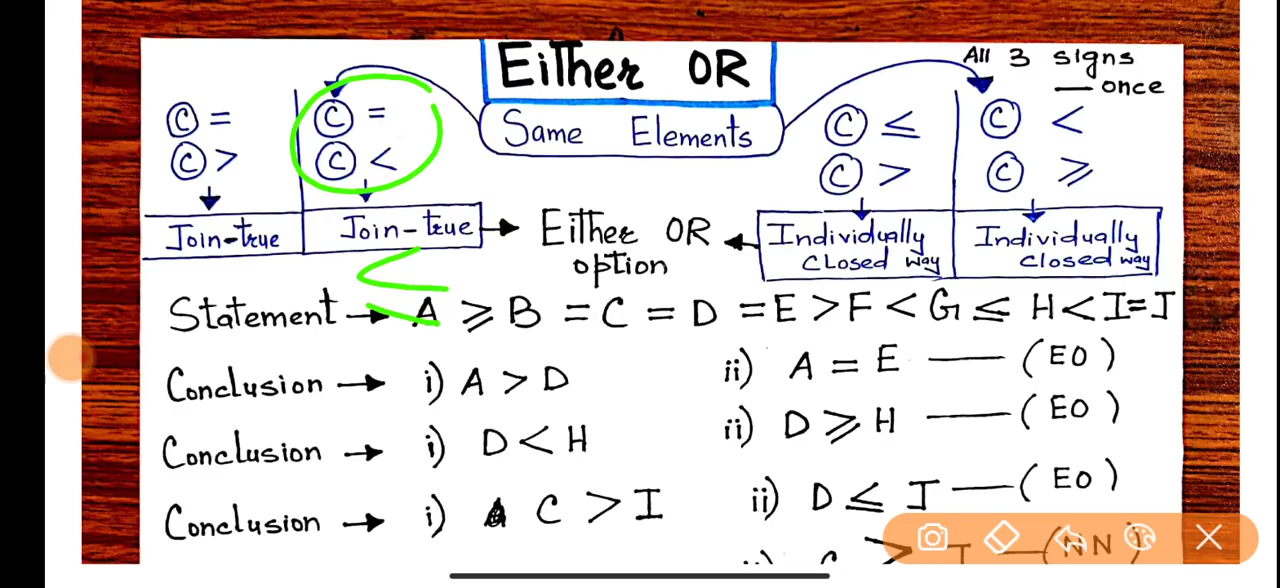 Either OR
All 3 signs
— once
Ⓒ = Ⓒ = Same Elements Ⓒ ≤ Ⓒ <
Ⓒ > Ⓒ < Ⓒ > Ⓒ ≥
Join-true Join-true → Either OR option ← Individually closed way Individually closed way
Statement → A ≥ B = C = D = E > F < G ≤ H < I = J
Conclusion → i) A > D ii) A = E — (EO)
Conclusion → i) D < H ii) D ≥ H — (EO)
Conclusion → i) C > I ii) D ≤ J — (EO)
— (NN)